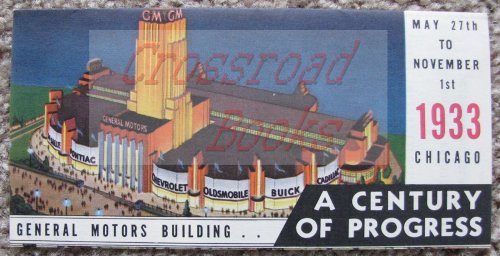 GM GM
GENERAL MOTORS
PONTIAC
CHEVROLET
OLDSMOBILE
BUICK
CADILLAC
Crossroad
Books
MAY 27th
TO
NOVEMBER
1st
1933
CHICAGO
A CENTURY
OF PROGRESS
GENERAL MOTORS BUILDING . .